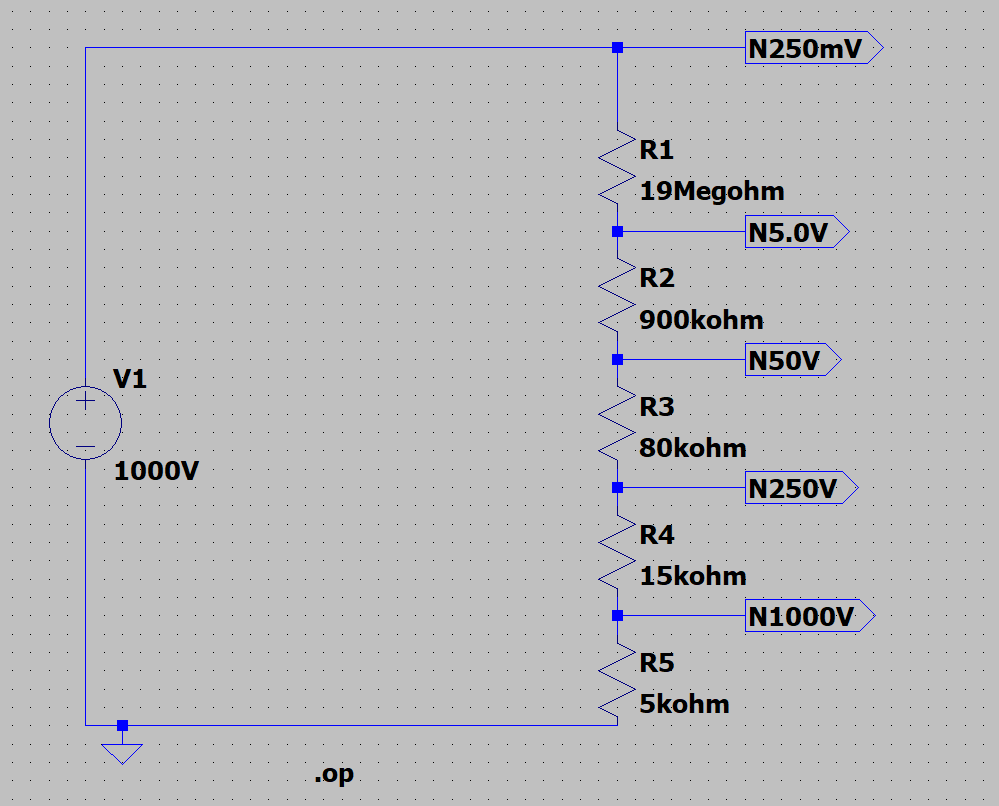 N250mV
R1
19Megohm
N5.0V
R2
900kohm
N50V
V1
R3
80kohm
1000V
N250V
R4
15kohm
N1000V
R5
5kohm
.op